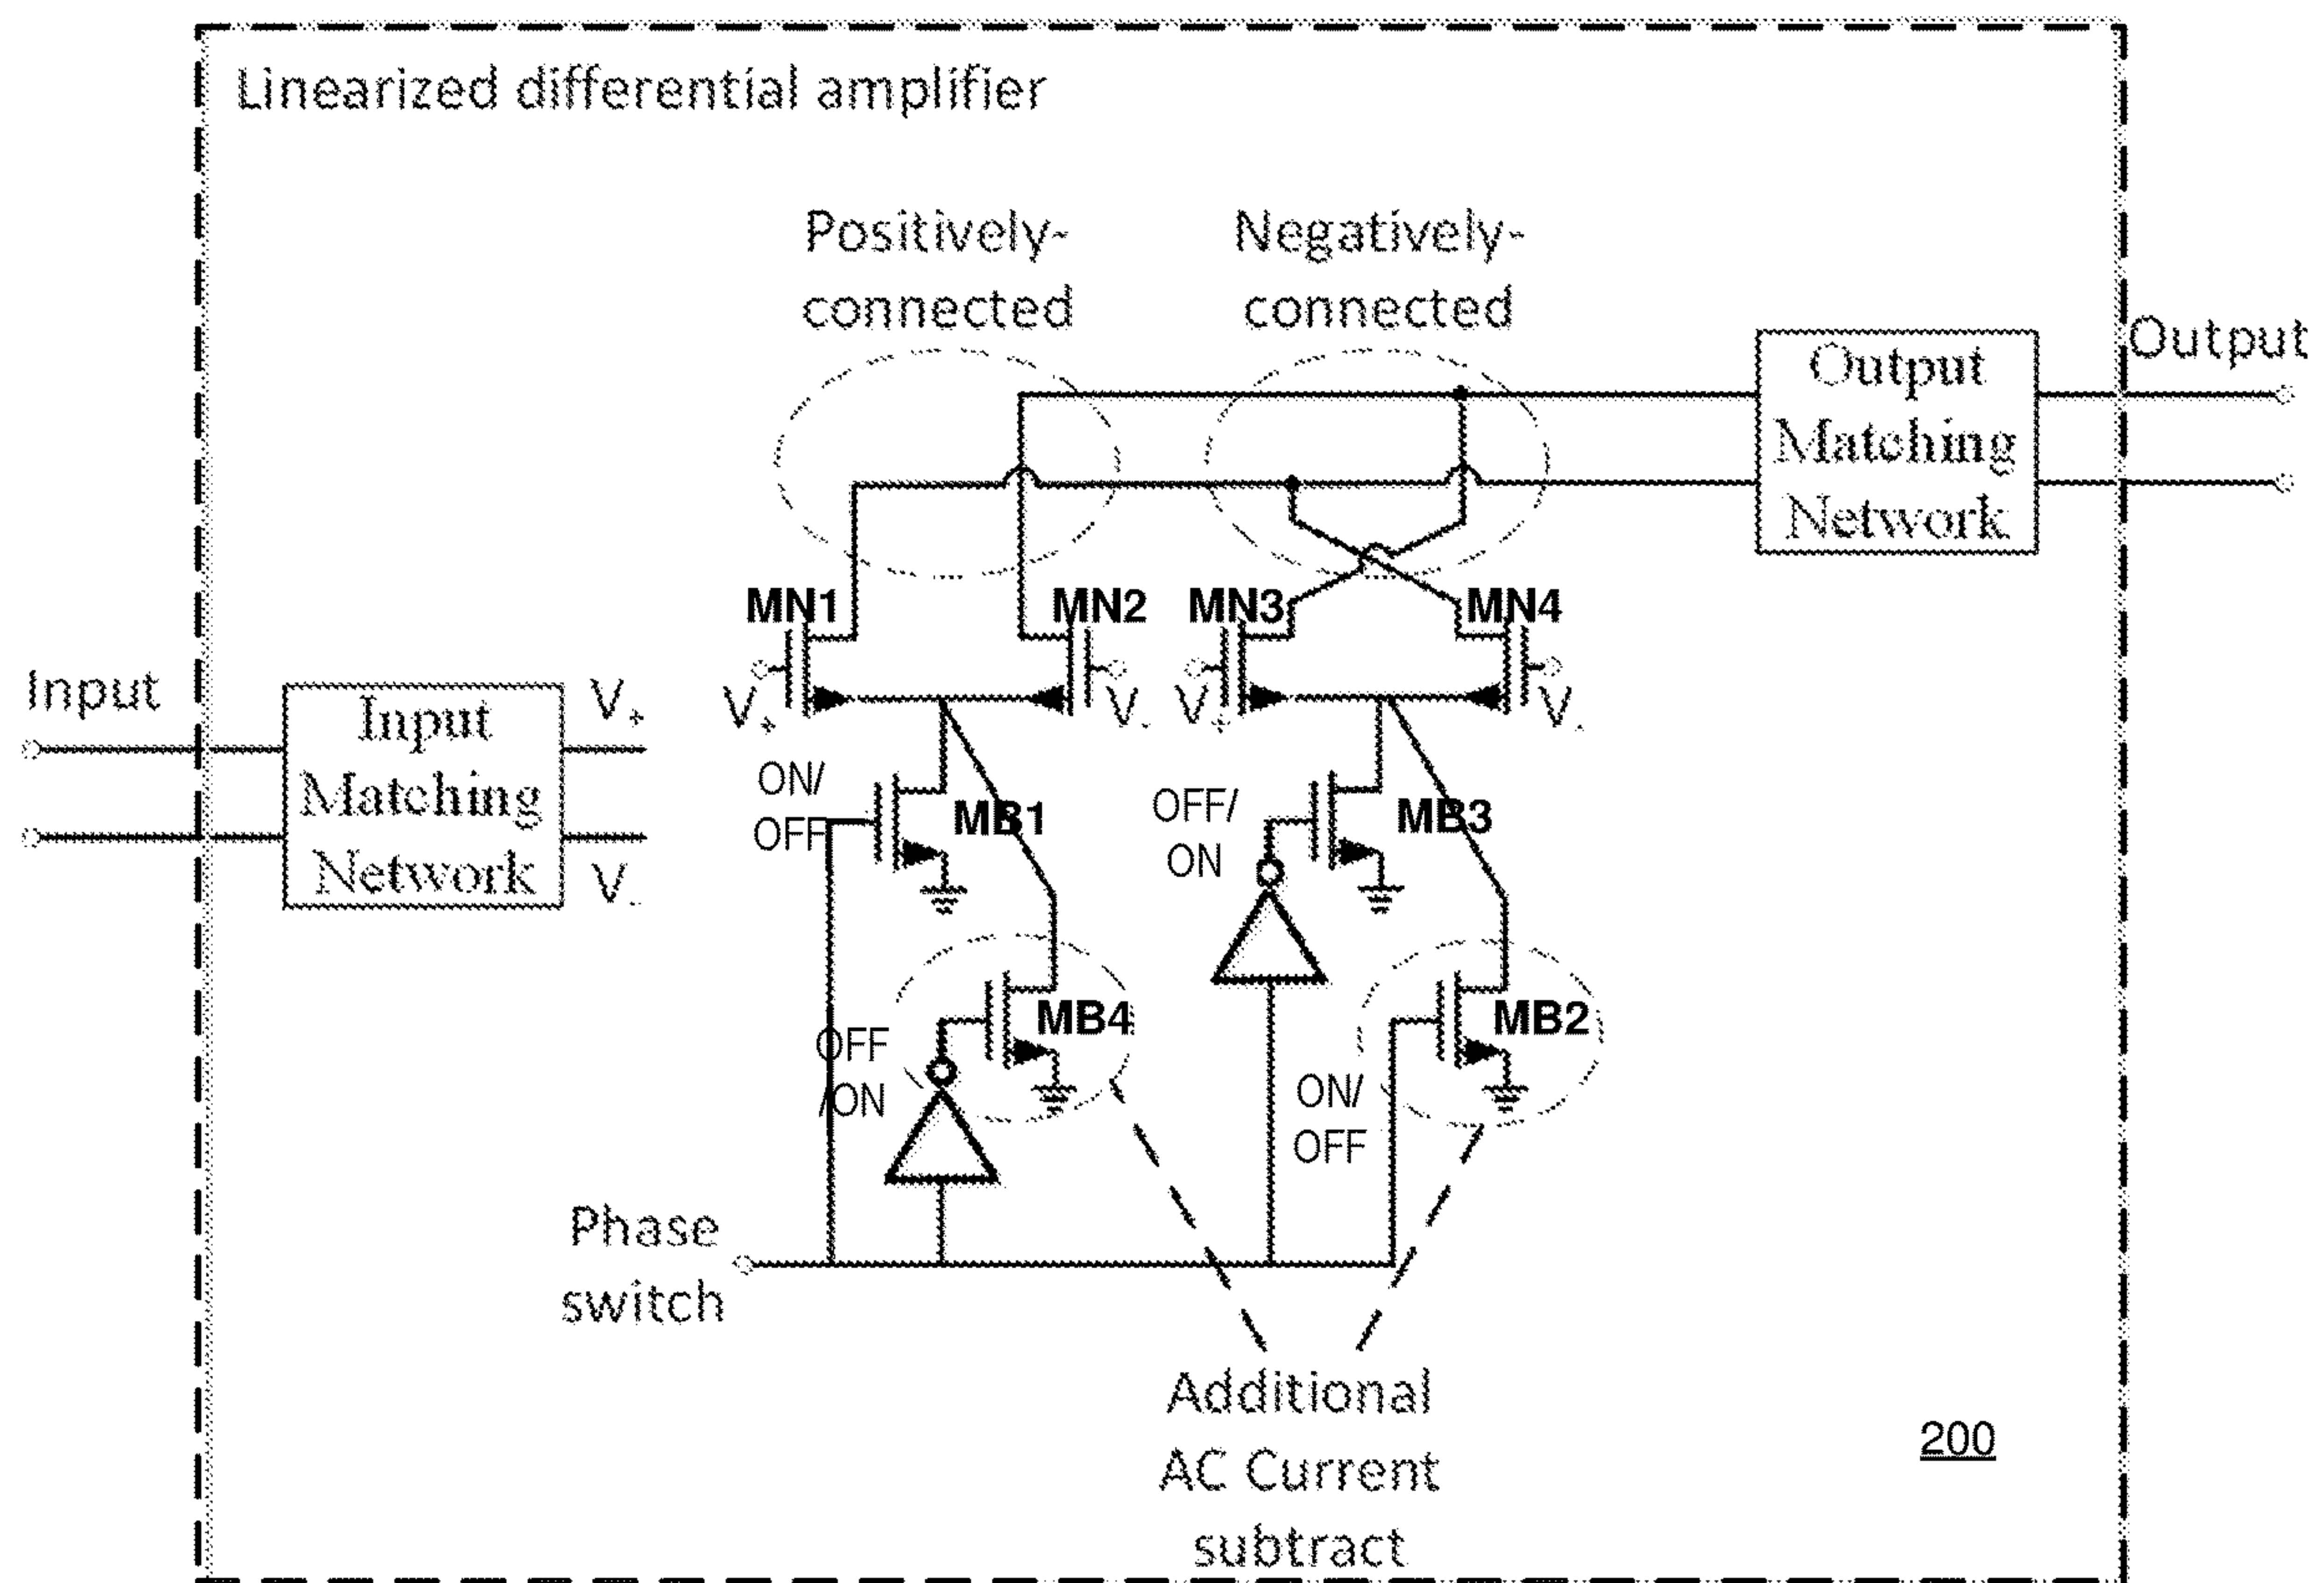 Linearized differential amplifier
Positively-
connected
Negatively-
connected
Output
Output
Matching
Network
MN1
MN2
MN3
MN4
Input
Input
Matching
Network
V+
V-
V+
V-
V+
V-
ON/
OFF
MB1
OFF/
ON
MB3
OFF
/ON
MB4
ON/
OFF
MB2
Phase
switch
Additional
AC Current
subtract
200